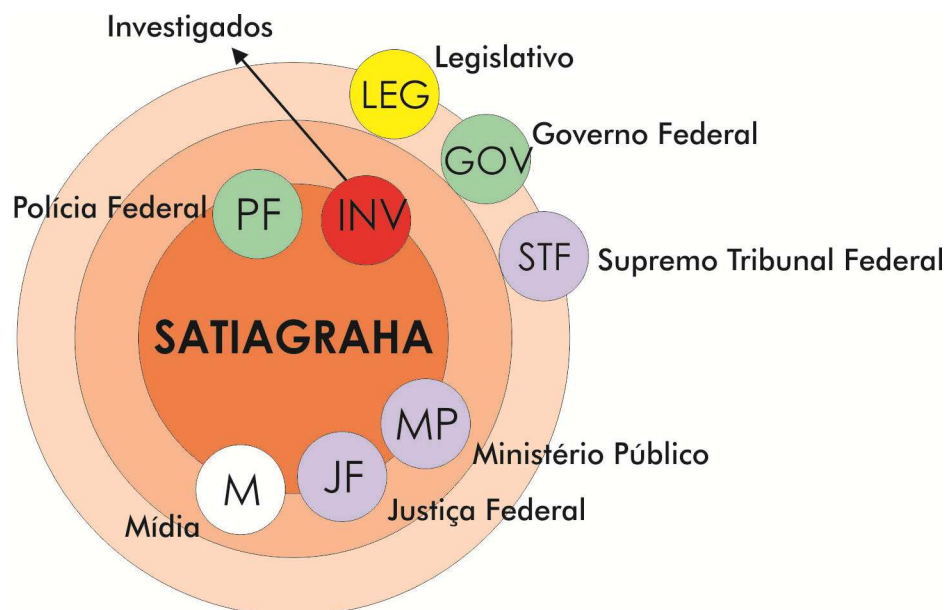 Investigados
Legislativo
LEG
Governo Federal
GOV
Polícia Federal
PF
INV
STF
Supremo Tribunal Federal
SATIAGRAHA
MP
Ministério Público
M
JF
Justiça Federal
Mídia